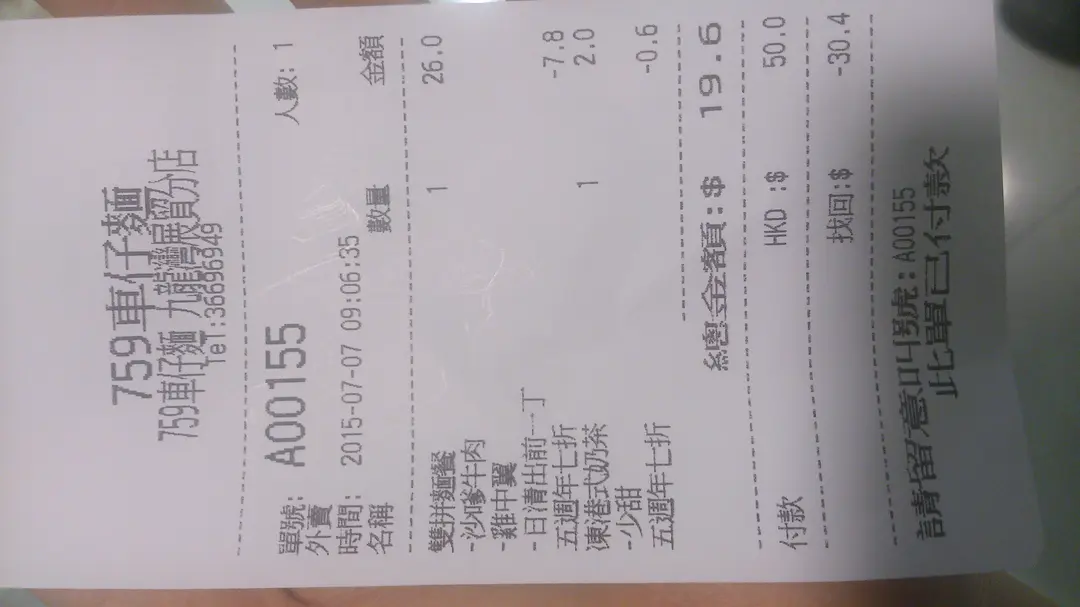 759車仔麵
759車仔麵 九龍灣展貿分店
Tel:36696949
單號: A00155
外賣 人數: 1
時間: 2015-07-07 09:06:35
名稱 數量 金額
雙拼麵餐 1 26.0
-沙嗲牛肉
-雞中翼
-日清出前一丁
五週年七折 -7.8
凍港式奶茶 1 2.0
-少甜
五週年七折 -0.6
總金額:$ 19.6
付款 HKD :$ 50.0
找回:$ -30.4
請留意叫號號:A00155
此單已付款